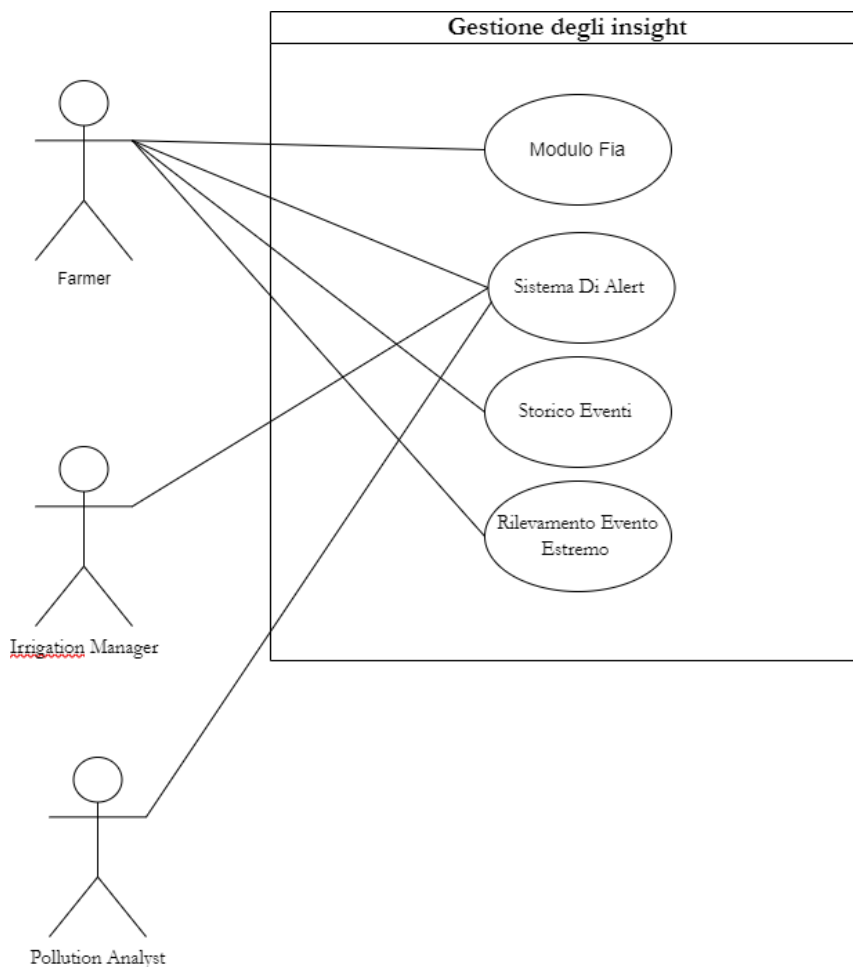 Gestione degli insight
Modulo Fia
Farmer
Sistema Di Alert
Storico Eventi
Rilevamento Evento
Estremo
Irrigation Manager
Pollution Analyst